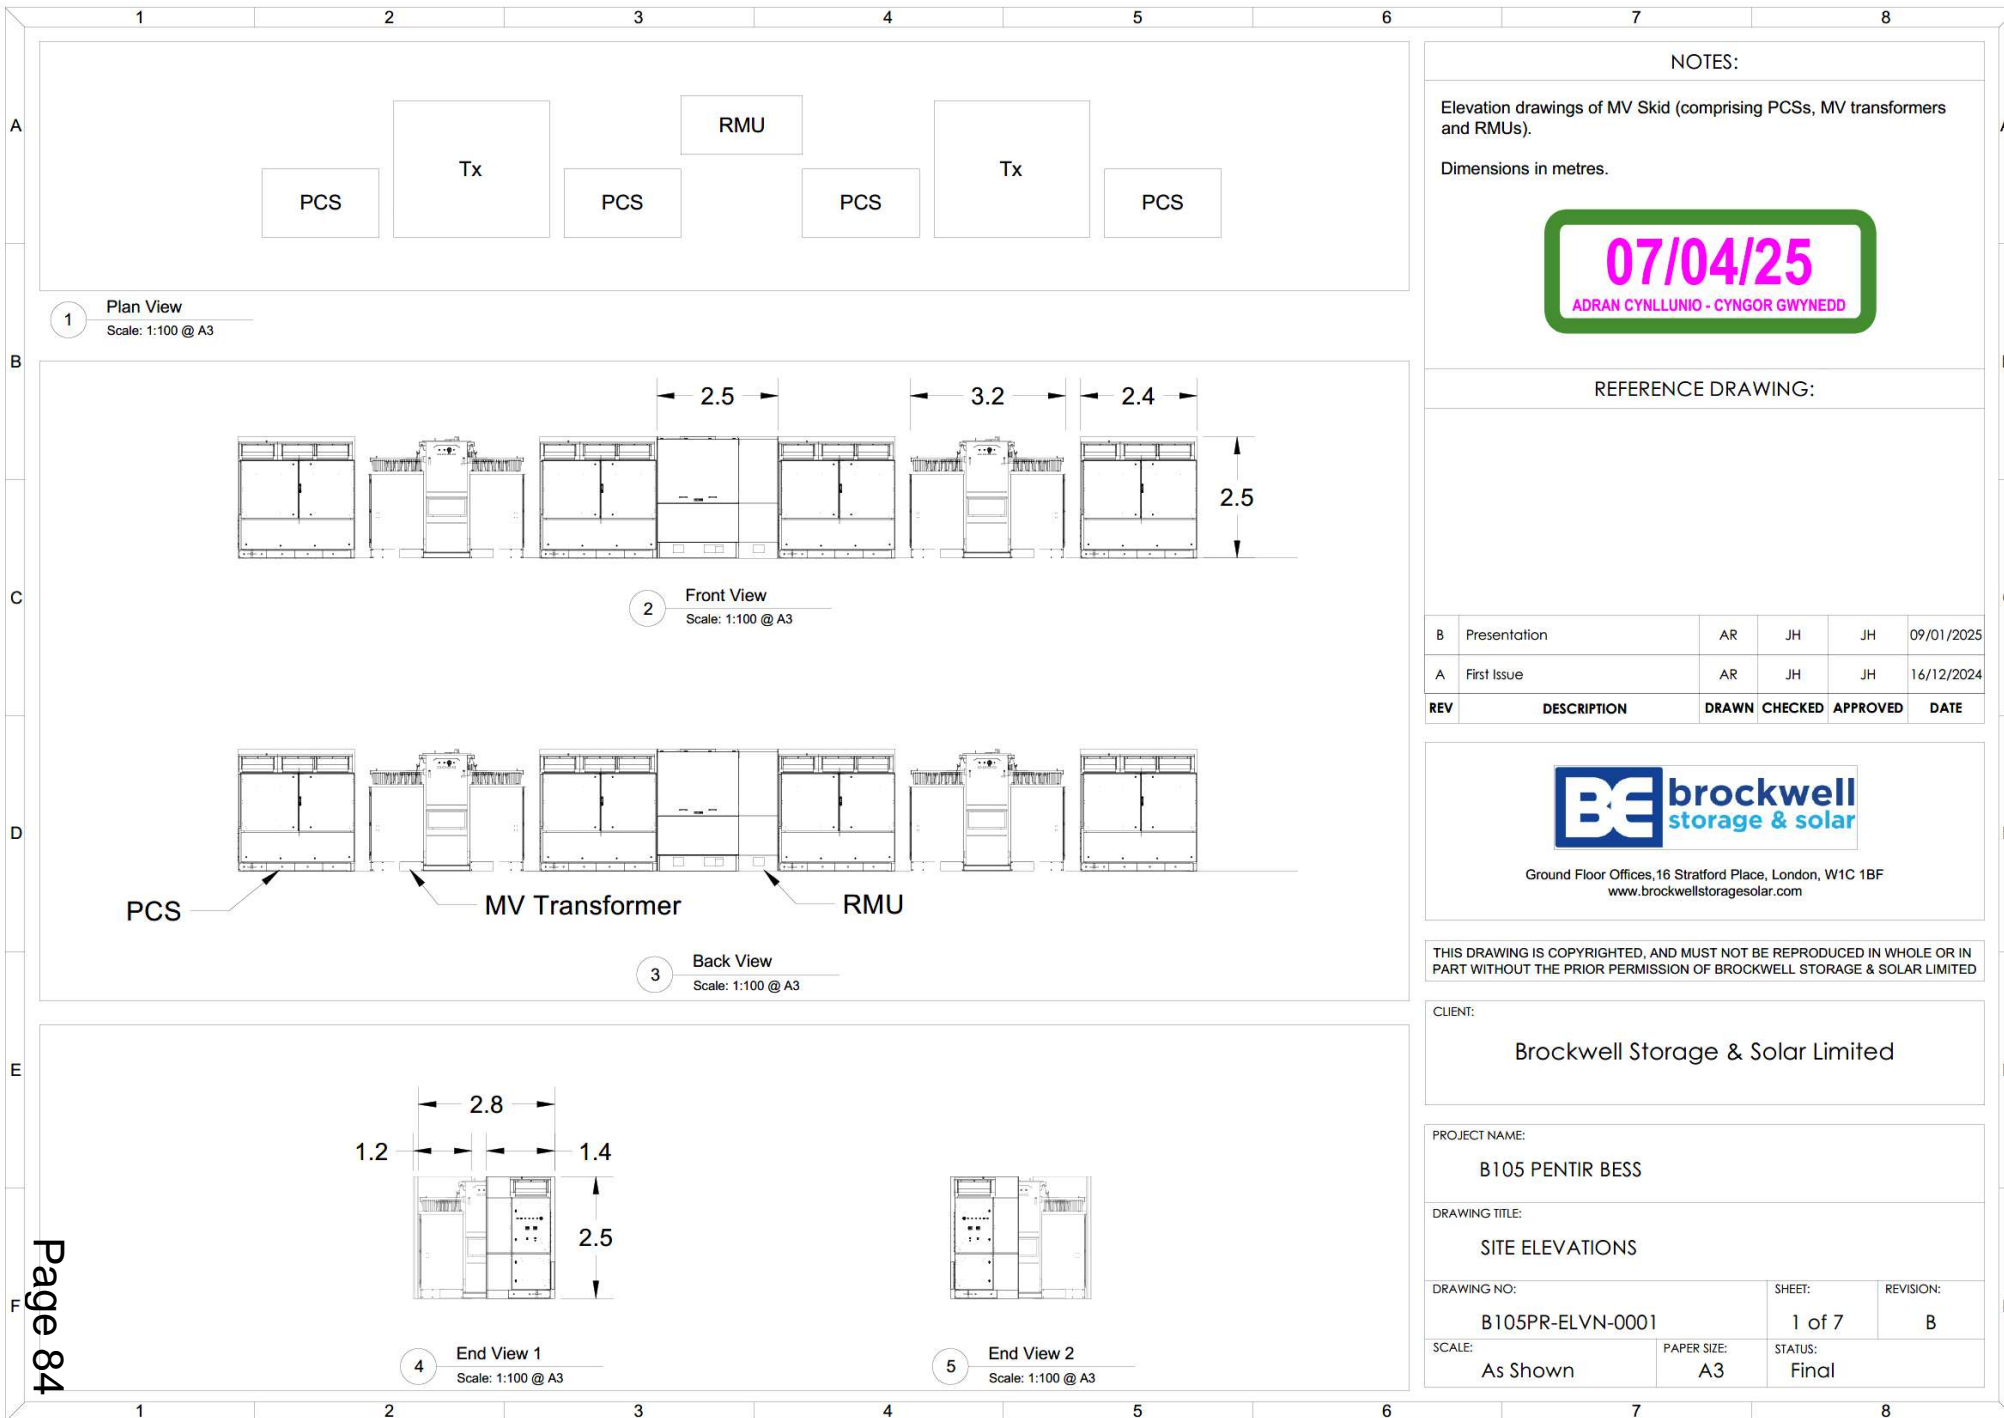 1 2 3 4 5 6 7 8
A
B
C
D
E
F
RMU
Tx
Tx
PCS
PCS
PCS
PCS
1
Plan View
Scale: 1:100 @ A3
2.5
3.2
2.4
2.5
2
Front View
Scale: 1:100 @ A3
PCS
MV Transformer
RMU
3
Back View
Scale: 1:100 @ A3
2.8
1.2
1.4
2.5
4
End View 1
Scale: 1:100 @ A3
5
End View 2
Scale: 1:100 @ A3
Page 84
NOTES:
Elevation drawings of MV Skid (comprising PCSs, MV transformers
and RMUs).
Dimensions in metres.
07/04/25
ADRAN CYNLLUNIO - CYNGOR GWYNEDD
REFERENCE DRAWING:
B Presentation AR JH JH 09/01/2025
A First Issue AR JH JH 16/12/2024
REV DESCRIPTION DRAWN CHECKED APPROVED DATE
BE
brockwell
storage & solar
Ground Floor Offices,16 Stratford Place, London, W1C 1BF
www.brockwellstoragesolar.com
THIS DRAWING IS COPYRIGHTED, AND MUST NOT BE REPRODUCED IN WHOLE OR IN
PART WITHOUT THE PRIOR PERMISSION OF BROCKWELL STORAGE & SOLAR LIMITED
CLIENT:
Brockwell Storage & Solar Limited
PROJECT NAME:
B105 PENTIR BESS
DRAWING TITLE:
SITE ELEVATIONS
DRAWING NO: SHEET: REVISION:
B105PR-ELVN-0001 1 of 7 B
SCALE: PAPER SIZE: STATUS:
As Shown A3 Final
1 2 3 4 5 6 7 8